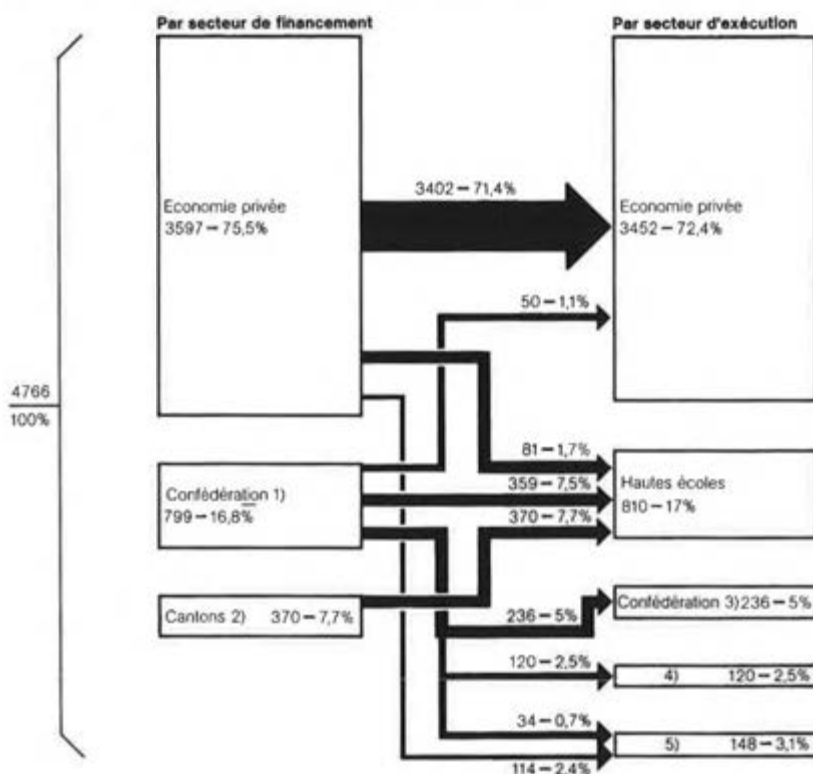 Par secteur de financement
Par secteur d'exécution
3402–71,4%
Economie privée
3597–75,5%
Economie privée
3452–72,4%
50–1,1%
4766
100%
81–1,7%
359–7,5%
370–7,7%
Confédération 1)
799–16,8%
Hautes écoles
810–17%
Cantons 2) 370–7,7%
236–5%
Confédération 3) 236–5%
120–2,5%
4) 120–2,5%
34–0,7%
5) 148–3,1%
114–2,4%